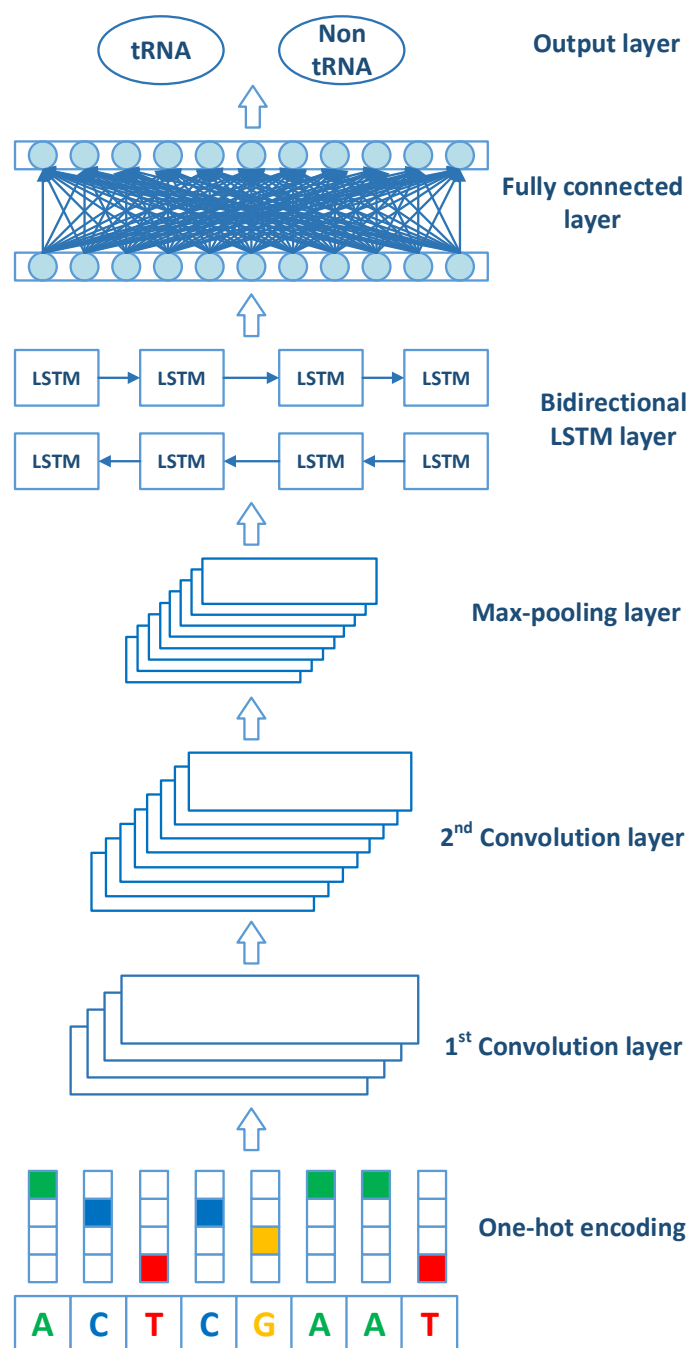 tRNA
Non
tRNA
Output layer
Fully connected
layer
LSTM LSTM LSTM LSTM
LSTM LSTM LSTM LSTM
Bidirectional
LSTM layer
Max-pooling layer
2nd Convolution layer
1st Convolution layer
One-hot encoding
A C T C G A A T